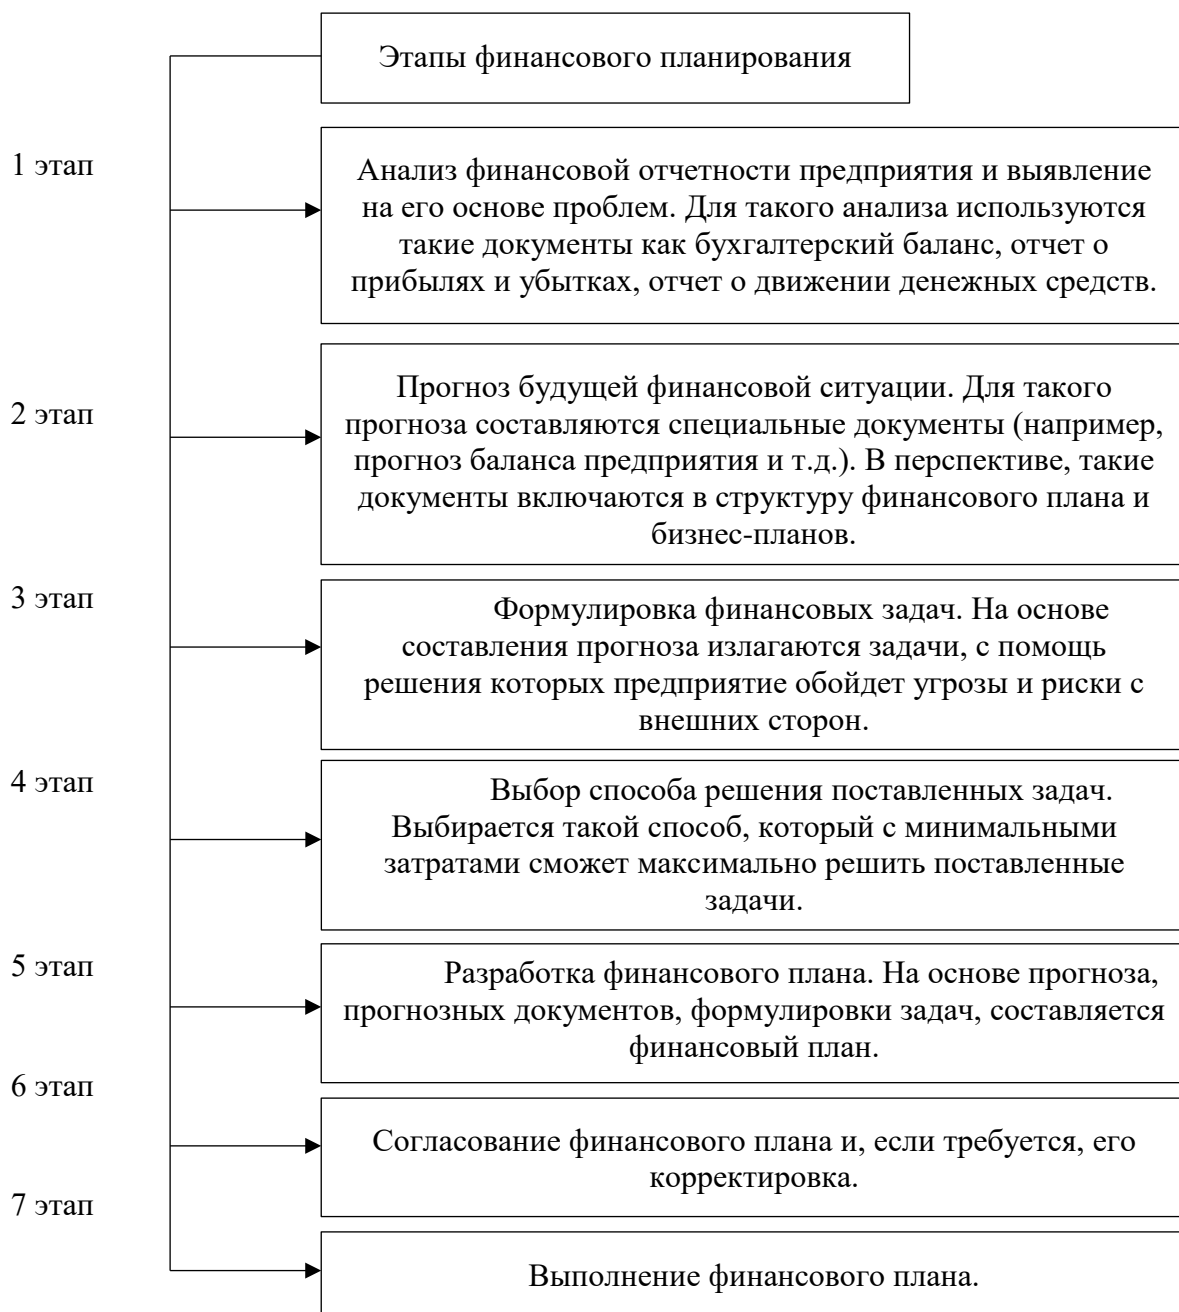 Этапы финансового планирования
1 этап
Анализ финансовой отчетности предприятия и выявление
на его основе проблем. Для такого анализа используются
такие документы как бухгалтерский баланс, отчет о
прибылях и убытках, отчет о движении денежных средств.
2 этап
Прогноз будущей финансовой ситуации. Для такого
прогноза составляются специальные документы (например,
прогноз баланса предприятия и т.д.). В перспективе, такие
документы включаются в структуру финансового плана и
бизнес-планов.
3 этап
Формулировка финансовых задач. На основе
составления прогноза излагаются задачи, с помощь
решения которых предприятие обойдет угрозы и риски с
внешних сторон.
4 этап
Выбор способа решения поставленных задач.
Выбирается такой способ, который с минимальными
затратами сможет максимально решить поставленные
задачи.
5 этап
Разработка финансового плана. На основе прогноза,
прогнозных документов, формулировки задач, составляется
финансовый план.
6 этап
Согласование финансового плана и, если требуется, его
корректировка.
7 этап
Выполнение финансового плана.